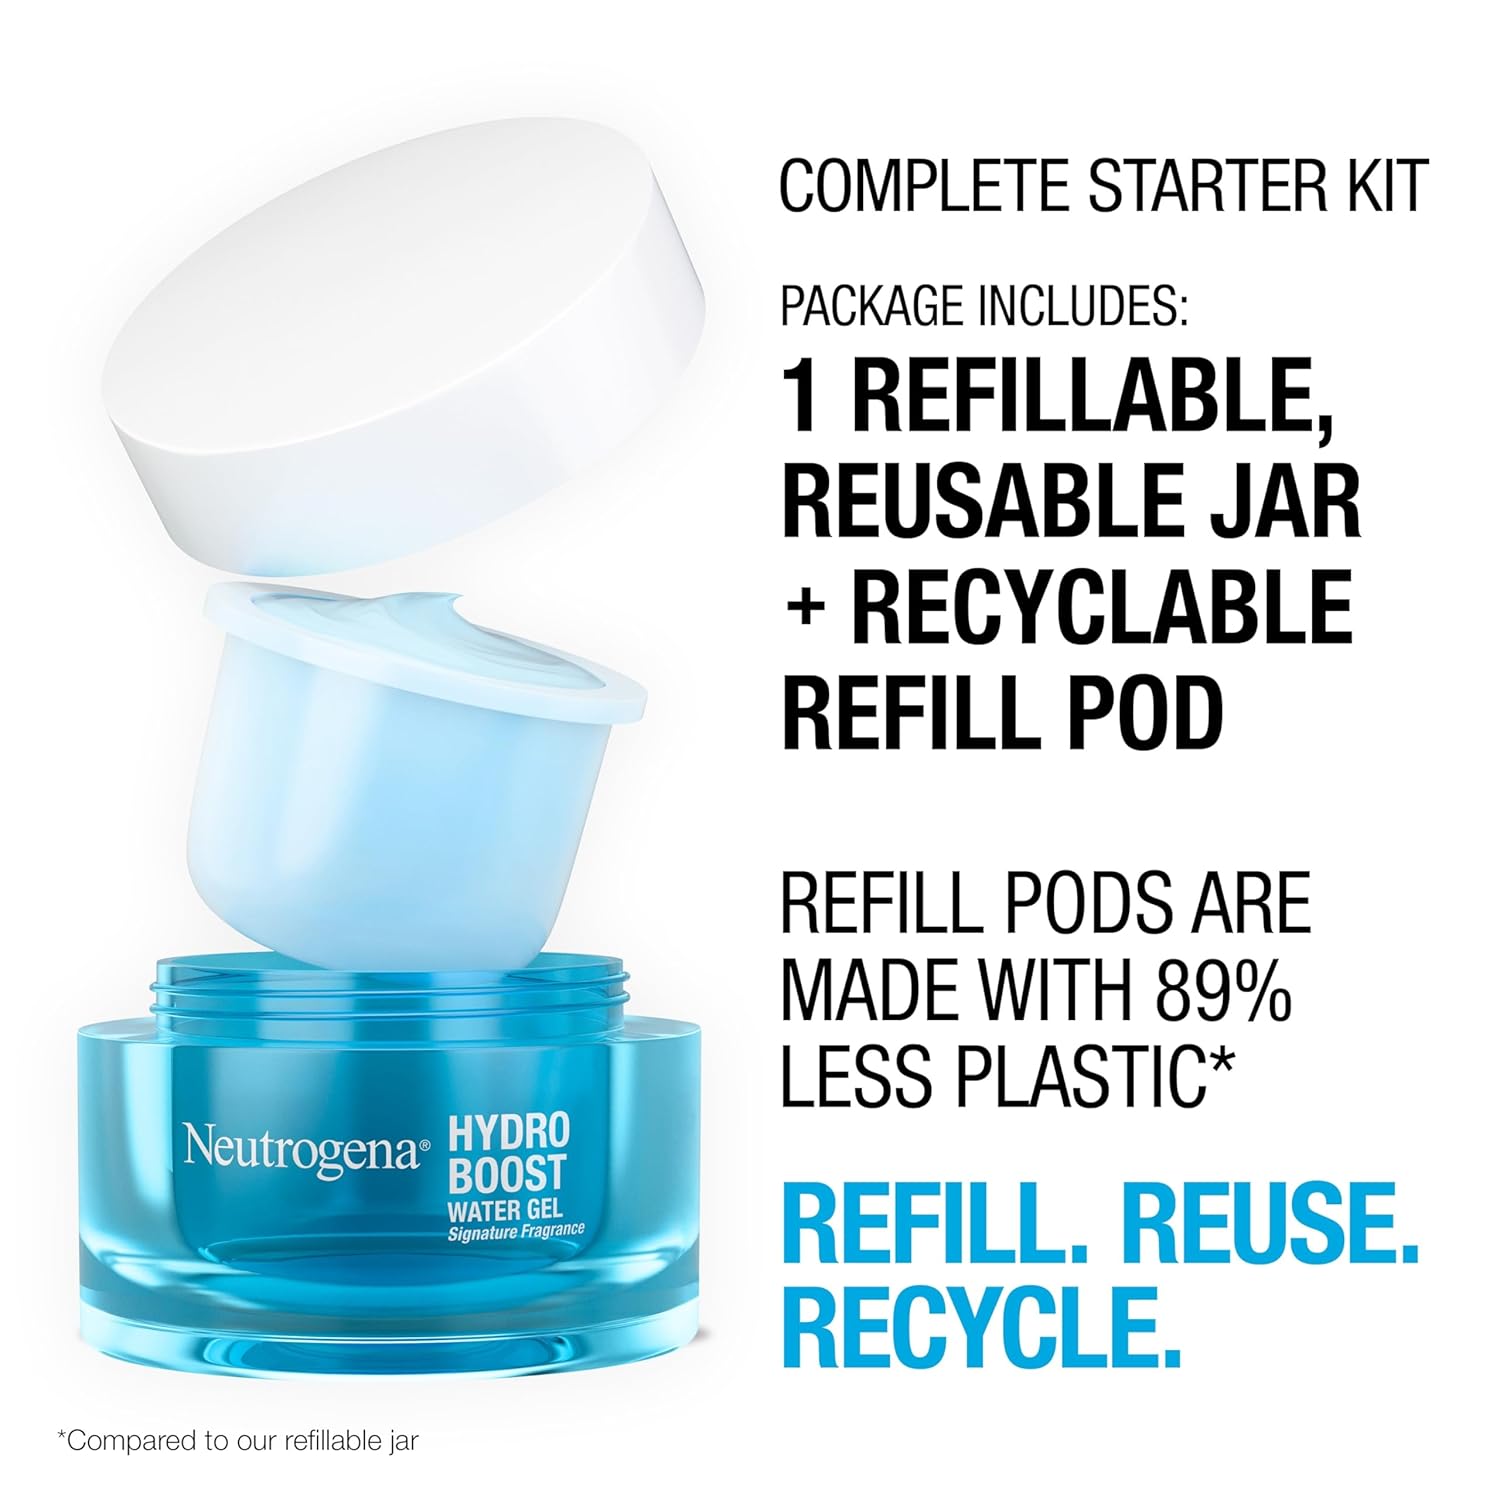 COMPLETE STARTER KIT
PACKAGE INCLUDES:
1 REFILLABLE,
REUSABLE JAR
+ RECYCLABLE
REFILL POD
REFILL PODS ARE
MADE WITH 89%
LESS PLASTIC*
REFILL. REUSE.
RECYCLE.
Neutrogena®
HYDRO
BOOST
WATER GEL
Signature Fragrance
*Compared to our refillable jar